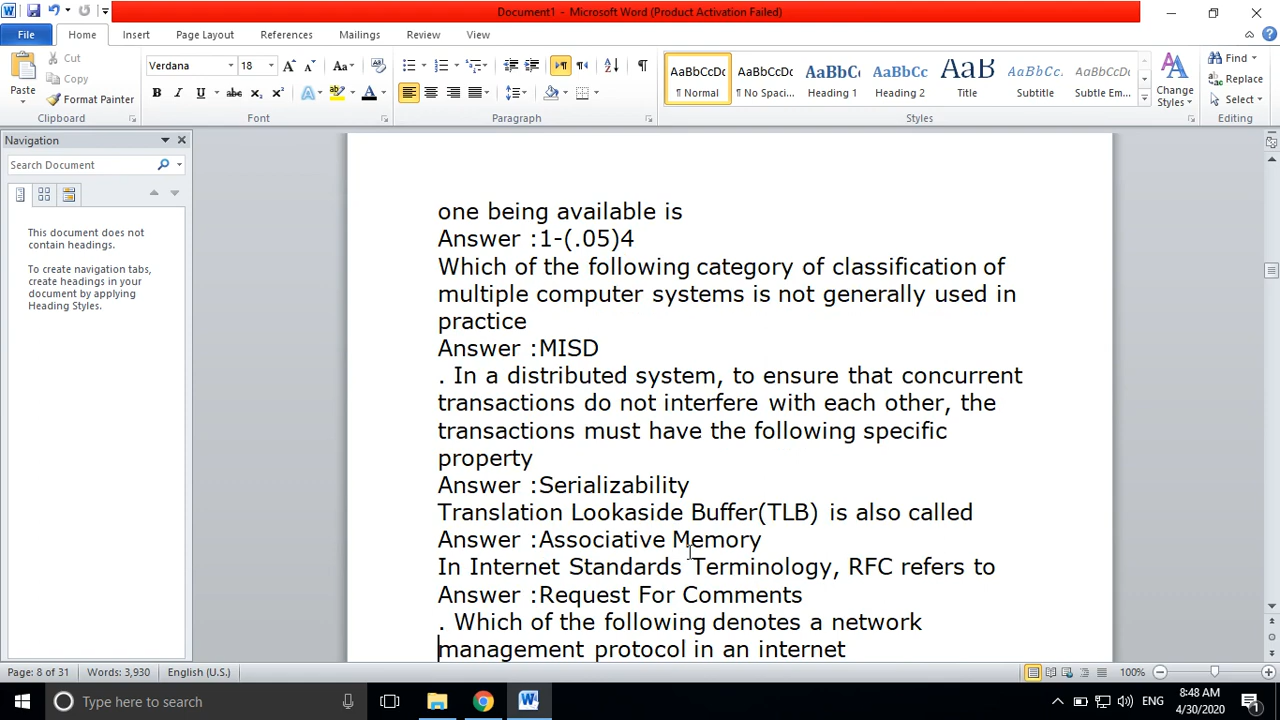 Document1 - Microsoft Word (Product Activation Failed)
File Home Insert Page Layout References Mailings Review View
Paste
Cut
Copy
Format Painter
Clipboard
Verdana 18
Font
Paragraph
AaBbCcDc
¶ Normal
AaBbCcDc
¶ No Spaci...
AaBbCc
Heading 1
AaBbCc
Heading 2
AaB
Title
AaBbCc.
Subtitle
AaBbCcDc
Subtle Em...
Change
Styles
Styles
Find
Replace
Select
Editing
Navigation
Search Document
This document does not
contain headings.
To create navigation tabs,
create headings in your
document by applying
Heading Styles.
one being available is
Answer :1-(.05)4
Which of the following category of classification of
multiple computer systems is not generally used in
practice
Answer :MISD
. In a distributed system, to ensure that concurrent
transactions do not interfere with each other, the
transactions must have the following specific
property
Answer :Serializability
Translation Lookaside Buffer(TLB) is also called
Answer :Associative Memory
In Internet Standards Terminology, RFC refers to
Answer :Request For Comments
. Which of the following denotes a network
management protocol in an internet
Page: 8 of 31 Words: 3,930 English (U.S.) 100%
Type here to search
ENG
8:48 AM
4/30/2020